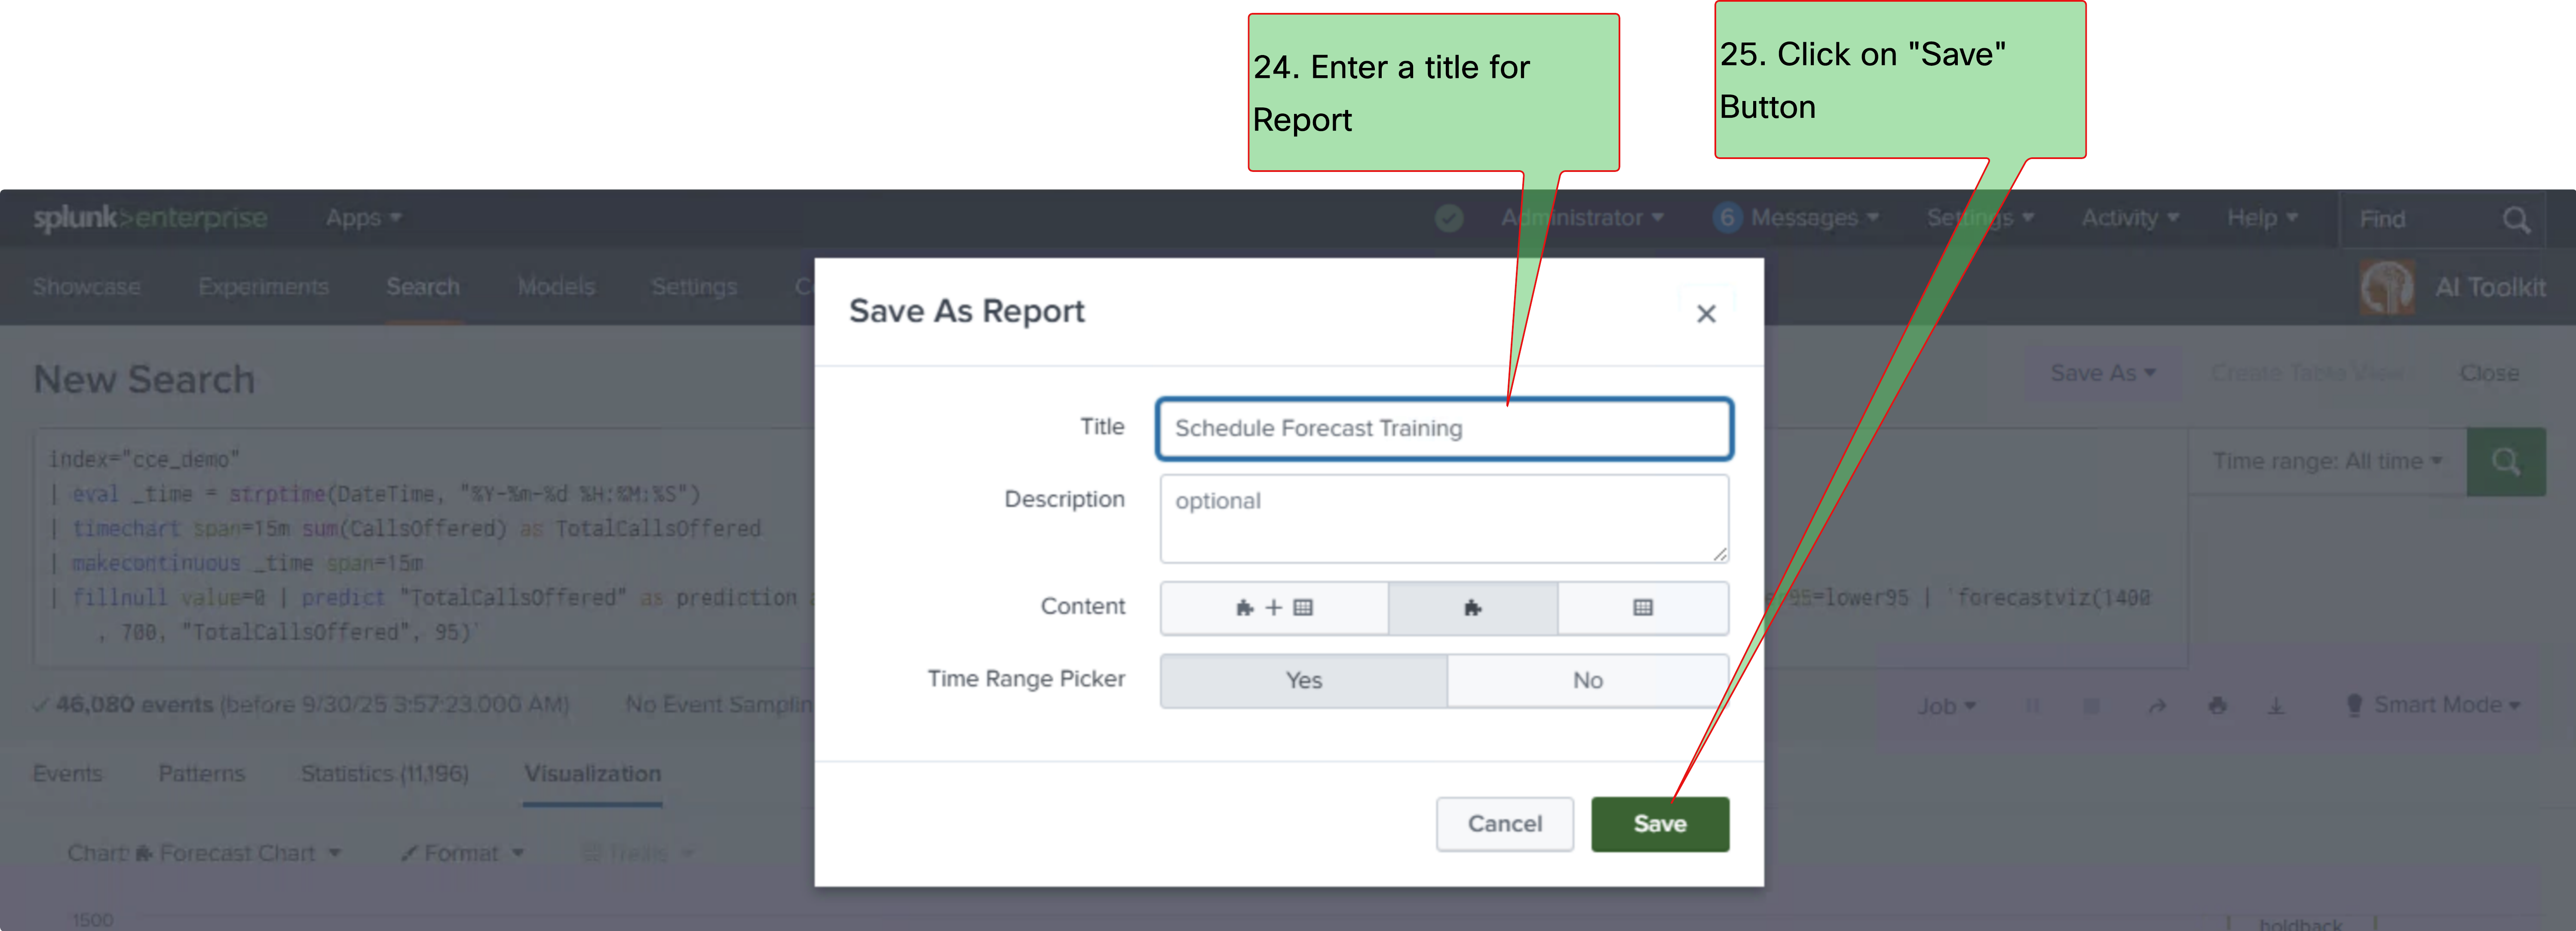 24. Enter a title for
Report
25. Click on "Save"
Button
splunk>enterprise Apps
Administrator 6 Messages Settings Activity Help Find
Showcase Experiments Search Models Settings AI Toolkit
Save As Report
New Search
Save As Create Table View Close
Title Schedule Forecast Training
index="cce_demo"
| eval _time = strptime(DateTime, "%Y-%m-%d %H:%M:%S")
| timechart span=15m sum(CallsOffered) as TotalCallsOffered
| makecontinuous _time span=15m
| fillnull value=0 | predict "TotalCallsOffered" as prediction
, 700, "TotalCallsOffered", 95)`
95=lower95 | `forecastviz(1400
Time range: All time
Description optional
Content +
Time Range Picker Yes No
46,080 events (before 9/30/25 3:57:23.000 AM) No Event Samplin
Job Smart Mode
Events Patterns Statistics (11,196) Visualization
Cancel Save
Chart: Forecast Chart Format Trellis
1500
holdback